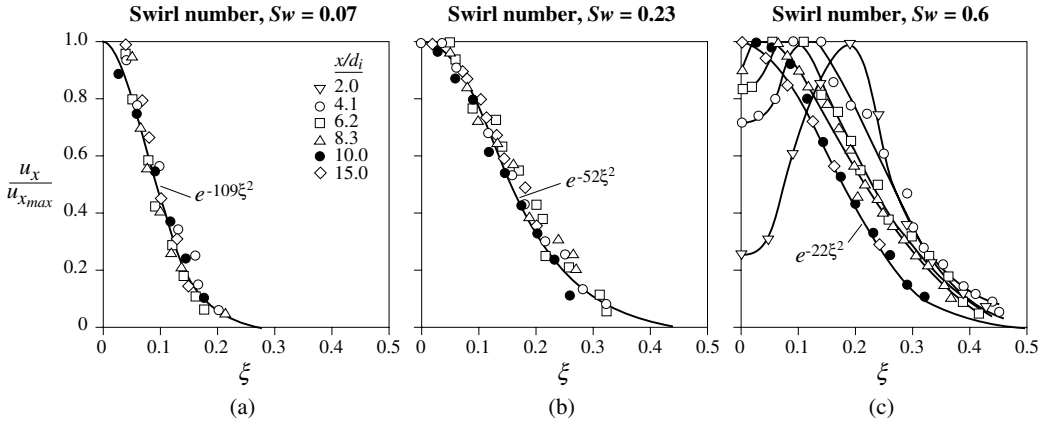 Swirl number, Sw = 0.07
Swirl number, Sw = 0.23
Swirl number, Sw = 0.6
1.0
0.8
0.6
0.4
0.2
0
u_x
u_{x_{max}}
x/d_i
2.0
4.1
6.2
8.3
10.0
15.0
e^{-109ξ^2}
e^{-52ξ^2}
e^{-22ξ^2}
0 0.1 0.2 0.3 0.4 0.5
0 0.1 0.2 0.3 0.4 0.5
0 0.1 0.2 0.3 0.4 0.5
ξ
ξ
ξ
(a)
(b)
(c)